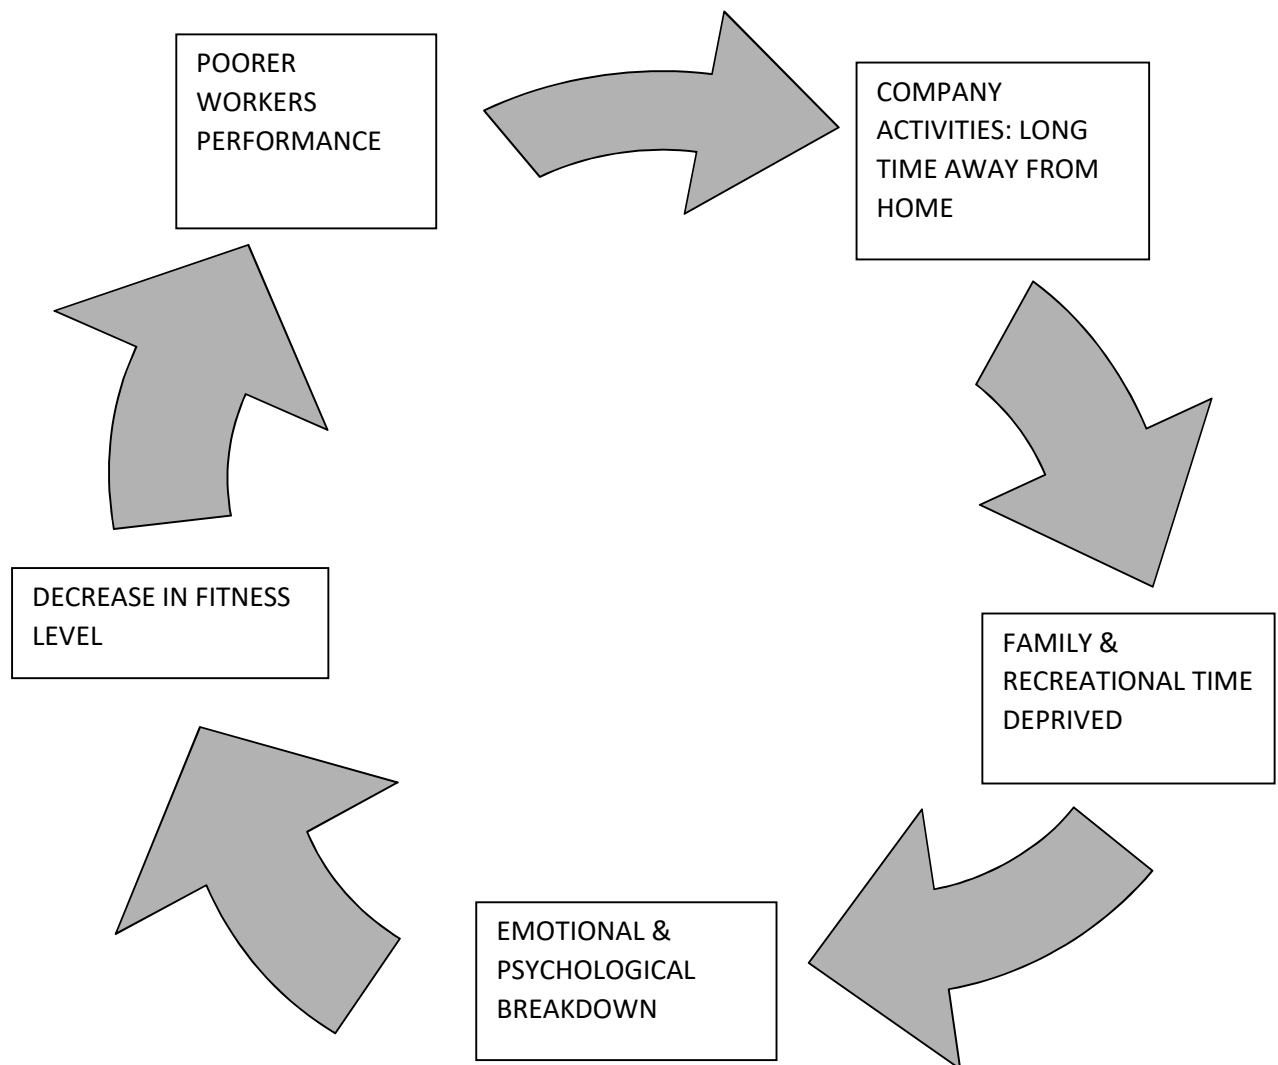 POORER
WORKERS
PERFORMANCE
COMPANY
ACTIVITIES: LONG
TIME AWAY FROM
HOME
FAMILY &
RECREATIONAL TIME
DEPRIVED
EMOTIONAL &
PSYCHOLOGICAL
BREAKDOWN
DECREASE IN FITNESS
LEVEL